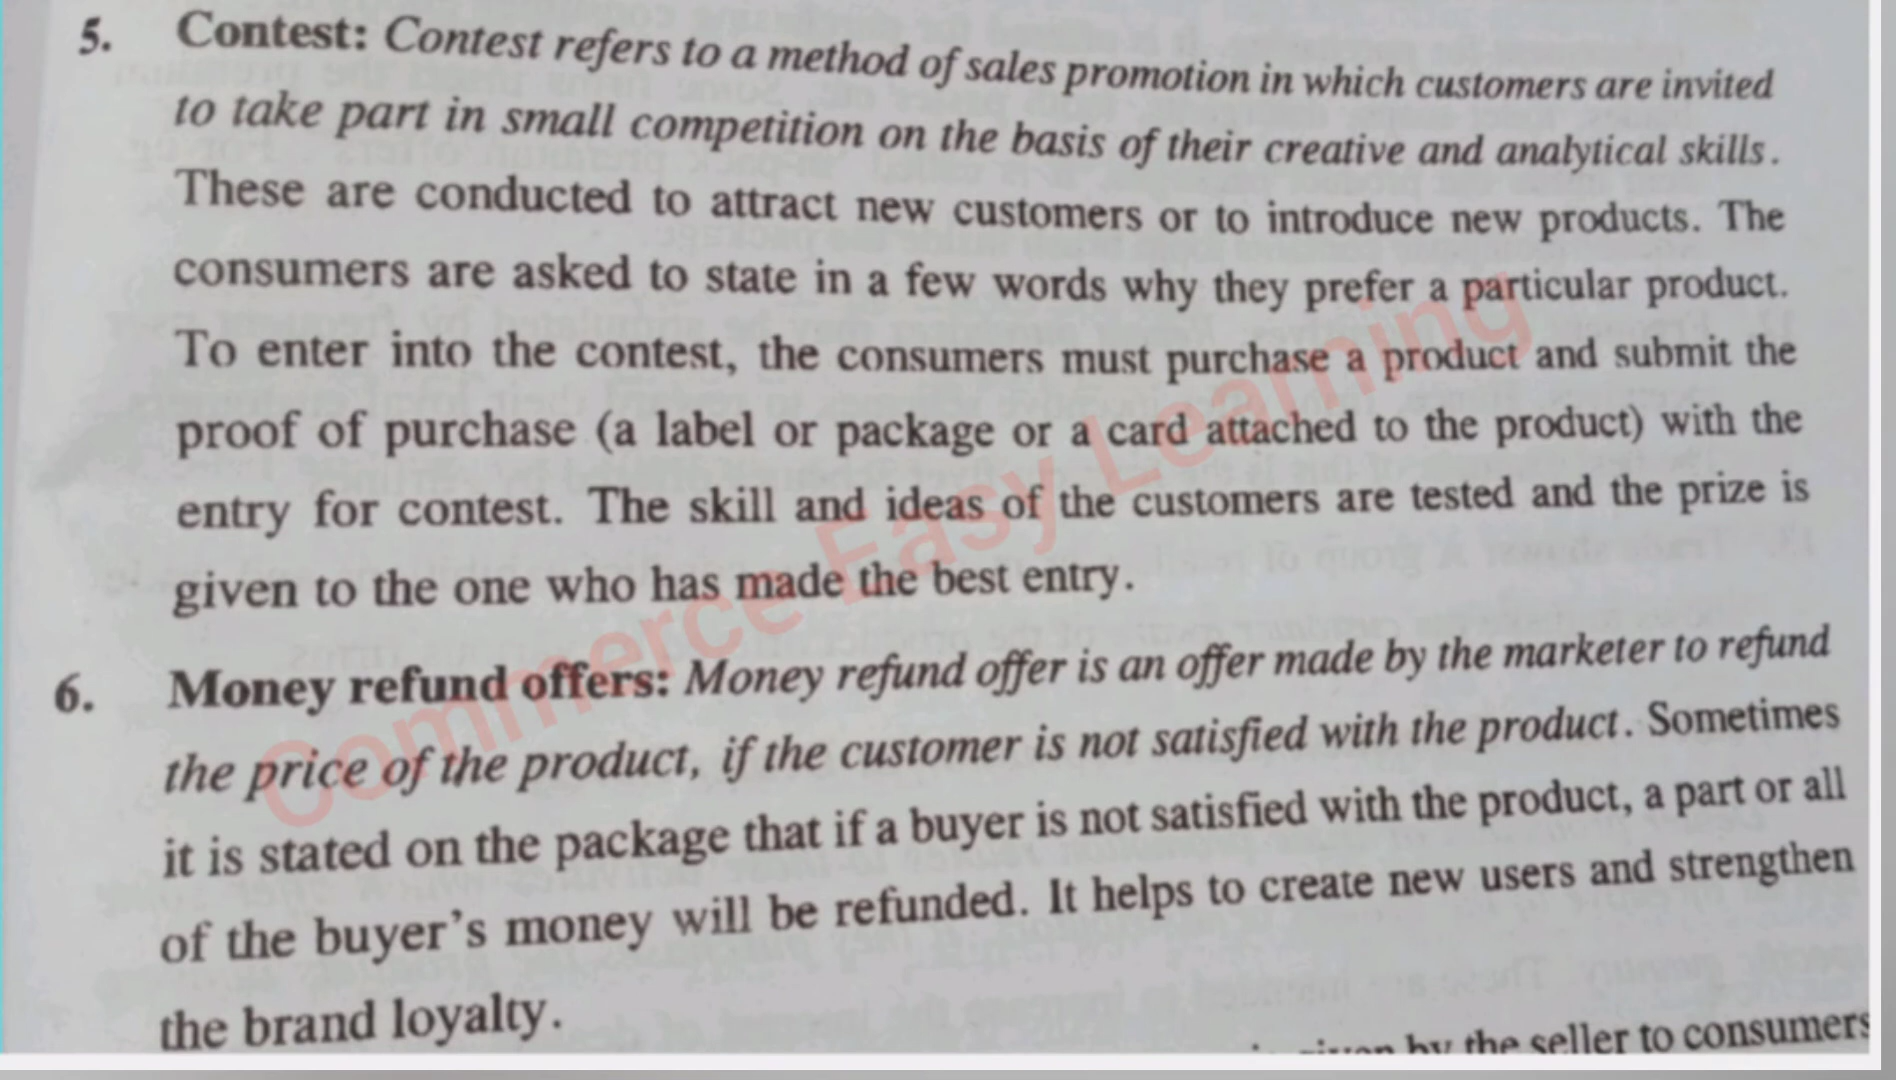 5. Contest: Contest refers to a method of sales promotion in which customers are invited
to take part in small competition on the basis of their creative and analytical skills.
These are conducted to attract new customers or to introduce new products. The
consumers are asked to state in a few words why they prefer a particular product.
To enter into the contest, the consumers must purchase a product and submit the
proof of purchase (a label or package or a card attached to the product) with the
entry for contest. The skill and ideas of the customers are tested and the prize is
given to the one who has made the best entry.
Commerce Easy Learning
6. Money refund offers: Money refund offer is an offer made by the marketer to refund
the price of the product, if the customer is not satisfied with the product. Sometimes
it is stated on the package that if a buyer is not satisfied with the product, a part or all
of the buyer's money will be refunded. It helps to create new users and strengthen
the brand loyalty.
given by the seller to consumers